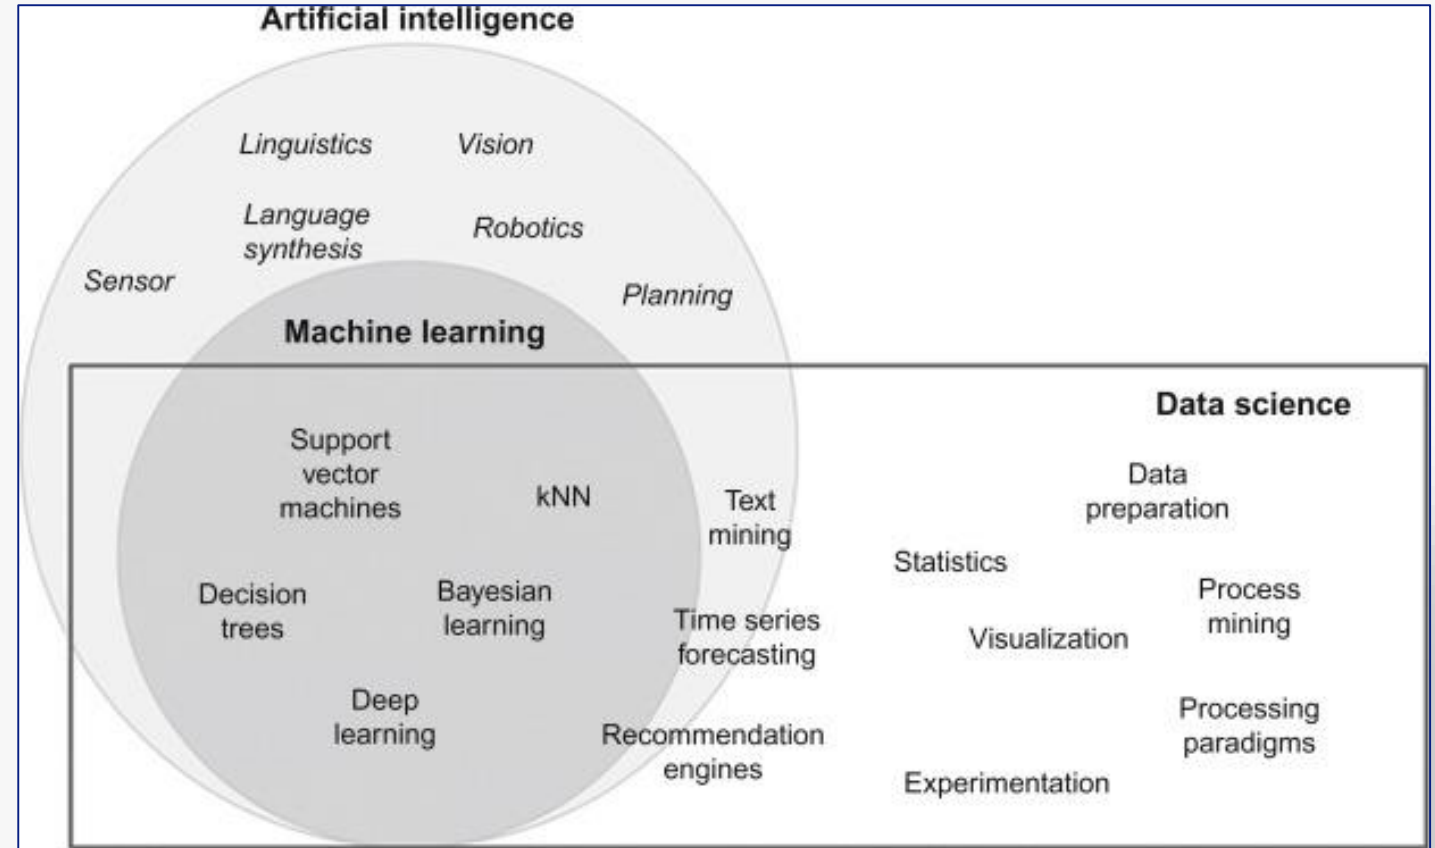 Artificial intelligence
Linguistics
Vision
Language
synthesis
Robotics
Sensor
Planning
Machine learning
Data science
Support
vector
machines
kNN
Text
mining
Data
preparation
Statistics
Decision
trees
Bayesian
learning
Time series
forecasting
Visualization
Process
mining
Deep
learning
Recommendation
engines
Processing
paradigms
Experimentation